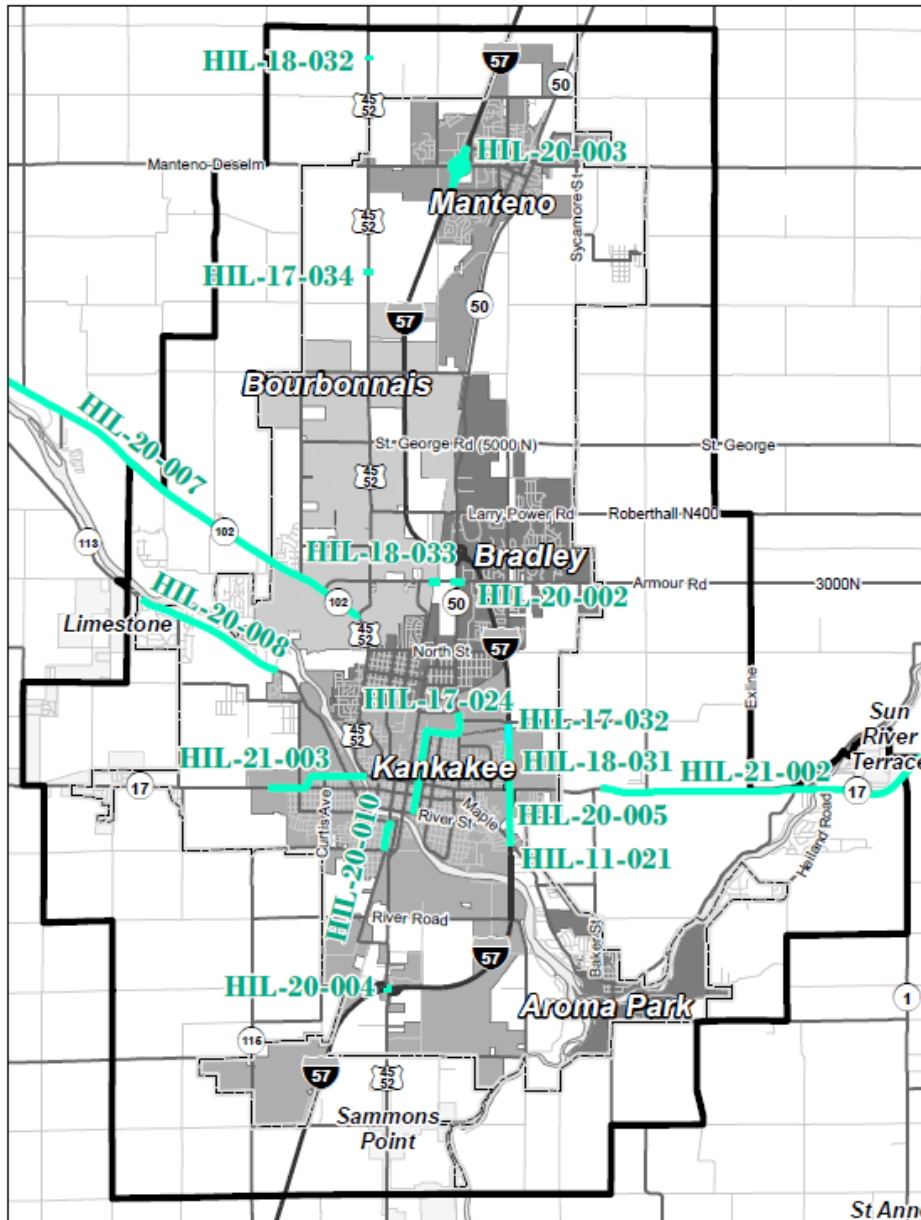 57
HIL-18-032
50
45
52
HIL-20-003
Manteno-Deselm
Manteno
Sycamore St
45
52
HIL-17-034
50
57
Bourbonnais
HIL-20-007
St. George Rd (5000 N)
St. George
45
52
Larry Power Rd
Roberthall N400
102
113
HIL-18-033
Bradley
Armour Rd
3000N
HIL-20-002
102
50
HIL-20-008
Limestone
45
52
57
North St
Exline
HIL-17-024
Sun
River
Terrace
HIL-17-032
45
52
HIL-21-003
Kankakee
HIL-18-031
HIL-21-002
17
17
Curtis Ave
River St
Maple
HIL-20-005
Heiland Road
HIL-20-010
HIL-11-021
River Road
Baker St
57
HIL-20-004
Aroma Park
1
115
57
45
52
Sammons
Point
St Anne